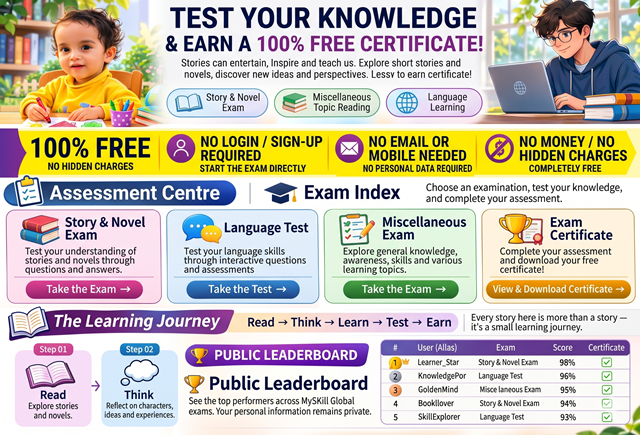 TEST YOUR KNOWLEDGE
& EARN A 100% FREE CERTIFICATE!
Stories can entertain, Inspire and teach us. Explore short stories and
novels, discover new ideas and perspectives. Lessv to earn certificate!
Story & Novel
Exam
Miscellaneous
Topic Reading
Language
Learning
100% FREE
NO HIDDEN CHARGES
NO LOGIN / SIGN-UP
REQUIRED
START THE EXAM DIRECTLY
NO EMAIL OR
MOBILE NEEDED
NO PERSONAL DATA REQUIRED
NO MONEY / NO
HIDDEN CHARGES
COMPLETELY FREE
Assessment Centre
Exam Index
Choose an examination, test your knowledge,
and complete your assessment.
Story & Novel
Exam
Test your understanding of
stories and novels through
questions and answers.
Take the Exam →
Language Test
Test your language skills
through interactive questions
and assessments
Take the Test →
Miscellaneous
Exam
Explore general knowledge,
awareness, skills and various
learning topics.
Take the Exam →
Exam
Certificate
Complete your assessment
and download your free
certificate!
View & Download Certificate →
The Learning Journey
Read → Think → Learn → Test → Earn
Every story here is more than a story —
it's a small learning journey.
Step 01
Read
Explore stories
and novels.
Step 02
Think
Reflect on characters,
ideas and experiences.
PUBLIC LEADERBOARD
Public Leaderboard
See the top performers across MySKill Global
exams. Your personal information remains private.
# User (Allas) Exam Score Certificate
1 Learner_Star Story & Novel Exam 98%
2 KnowledgePor Language Test 96%
3 GoldenMind Misce laneous Exam 95%
4 Booklover Story & Novel Exam 94%
5 SkillExplorer Language Test 93%